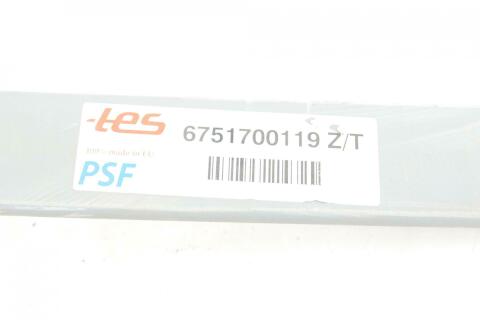 -tes 6751700119 Z/T
100% made in EU
PSF